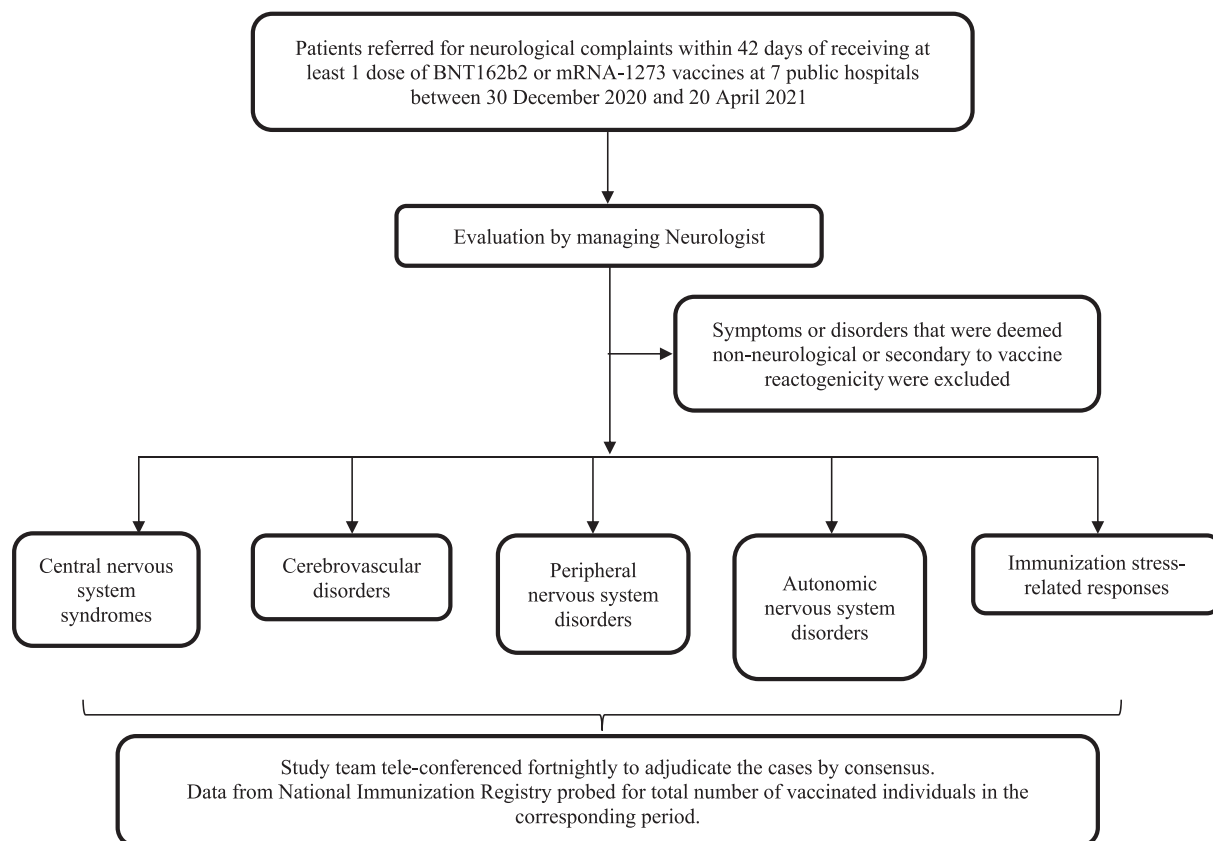 Patients referred for neurological complaints within 42 days of receiving at
least 1 dose of BNT162b2 or mRNA-1273 vaccines at 7 public hospitals
between 30 December 2020 and 20 April 2021
Evaluation by managing Neurologist
Symptoms or disorders that were deemed
non-neurological or secondary to vaccine
reactogenicity were excluded
Central nervous
system
syndromes
Cerebrovascular
disorders
Peripheral
nervous system
disorders
Autonomic
nervous system
disorders
Immunization stress-
related responses
Study team tele-conferenced fortnightly to adjudicate the cases by consensus.
Data from National Immunization Registry probed for total number of vaccinated individuals in the
corresponding period.